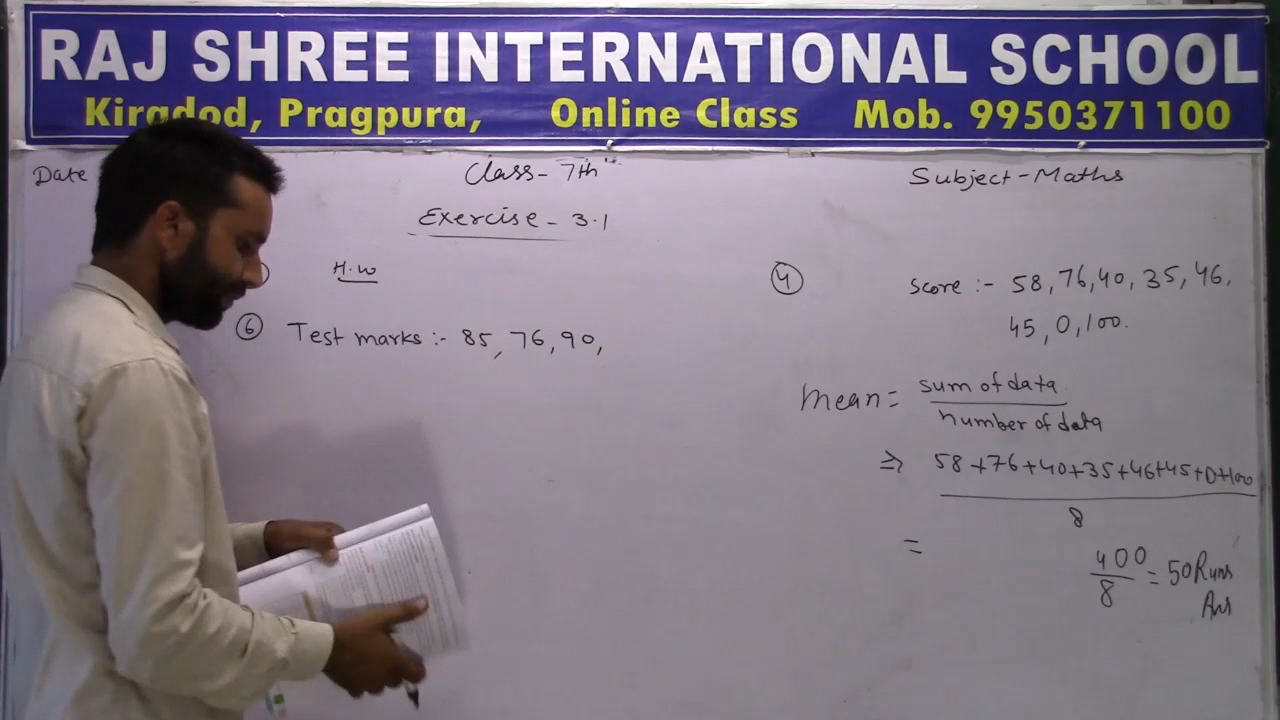 RAJ SHREE INTERNATIONAL SCHOOL
Kiradod, Pragpura, Online Class Mob. 9950371100
Date Class- 7th Subject-Maths
Exercise - 3.1
H.W
6 Test marks :- 85, 76, 90,
4 Score :- 58, 76, 40, 35, 46,
45, 0, 100.
Mean = sum of data
number of data
⇒ 58+76+40+35+46+45+0+100
8
=
400
8
= 50 Runs
Ans